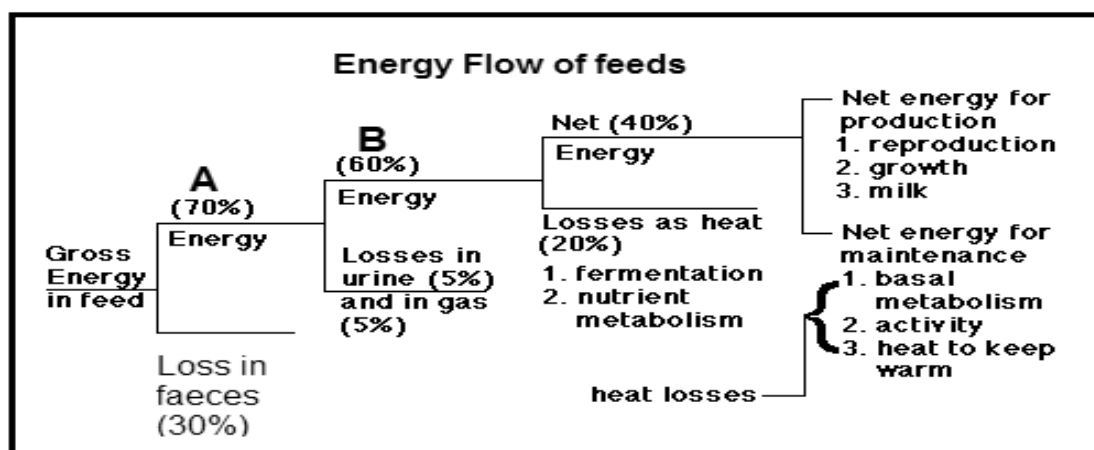 Energy Flow of feeds
Gross
Energy
in feed
A
(70%)
Energy
Loss in
faeces
(30%)
B
(60%)
Energy
Losses in
urine (5%)
and in gas
(5%)
Net (40%)
Energy
Losses as heat
(20%)
1. fermentation
2. nutrient
metabolism
Net energy for
production
1. reproduction
2. growth
3. milk
Net energy for
maintenance
1. basal
metabolism
2. activity
3. heat to keep
warm
heat losses